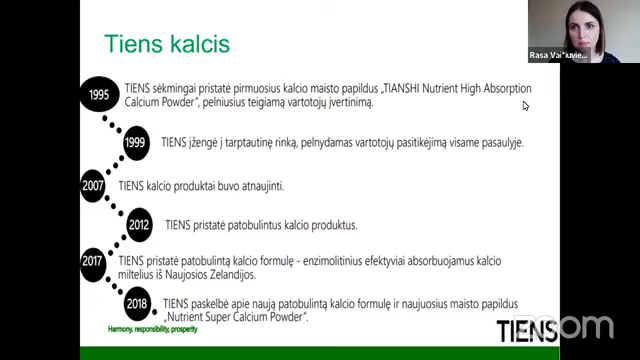 Tiens kalcis
1995
TIENS sėkmingai pristatė pirmuosius kalcio maisto papildus „TIANSHI Nutrient High Absorption
Calcium Powder“, pelniusius teigiamą vartotojų įvertinimą.
1999
TIENS įžengė į tarptautinę rinką, pelnydamas vartotojų pasitikėjimą visame pasaulyje.
2007
TIENS kalcio produktai buvo atnaujinti.
2012
TIENS pristatė patobulintus kalcio produktus.
2017
TIENS pristatė patobulintą kalcio formulę - enzimolitinius efektyviai absorbuojamus kalcio
miltelius iš Naujosios Zelandijos.
2018
TIENS paskelbė apie naują patobulintą kalcio formulę ir naujuosius maisto papildus
„Nutrient Super Calcium Powder“.
Harmony, responsibility, prosperity
TIENS
zoom
Rasa